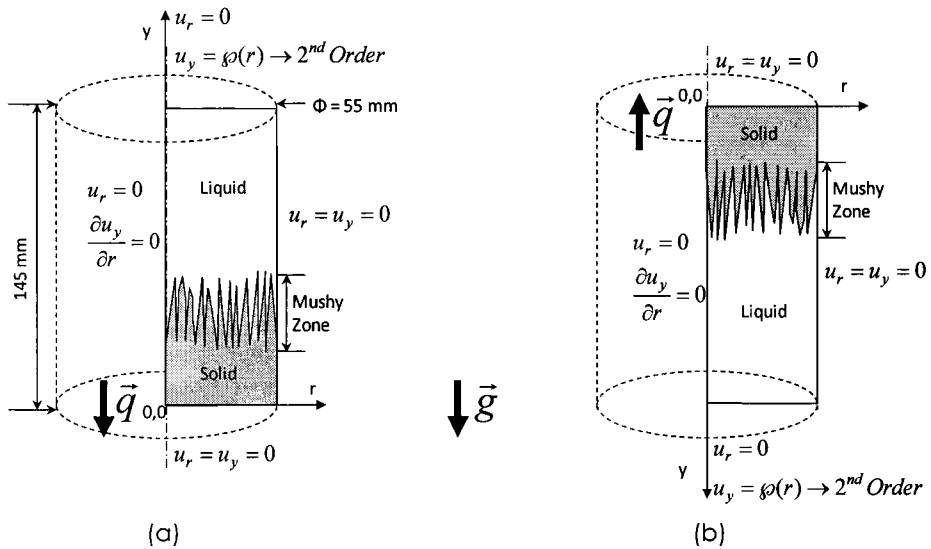 y
u_r = 0
u_y = ℘(r) → 2^{nd} Order
Φ = 55 mm
145 mm
Liquid
u_r = 0
∂u_y/∂r = 0
u_r = u_y = 0
Mushy
Zone
Solid
r
q⃗
0,0
u_r = u_y = 0
(a)
g⃗
u_r = u_y = 0
0,0
r
q⃗
Solid
Mushy
Zone
u_r = 0
∂u_y/∂r = 0
u_r = u_y = 0
Liquid
u_r = 0
y
u_y = ℘(r) → 2^{nd} Order
(b)